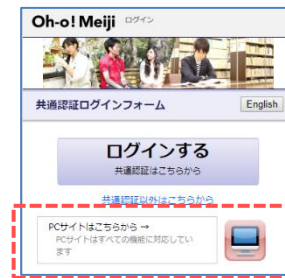 Oh-o! Meiji ログイン
共通認証ログインフォーム English
ログインする
共通認証はこちらから
共通認証以外はこちらから
PCサイトはこちらから →
PCサイトはすべての機能に対応してい
ます